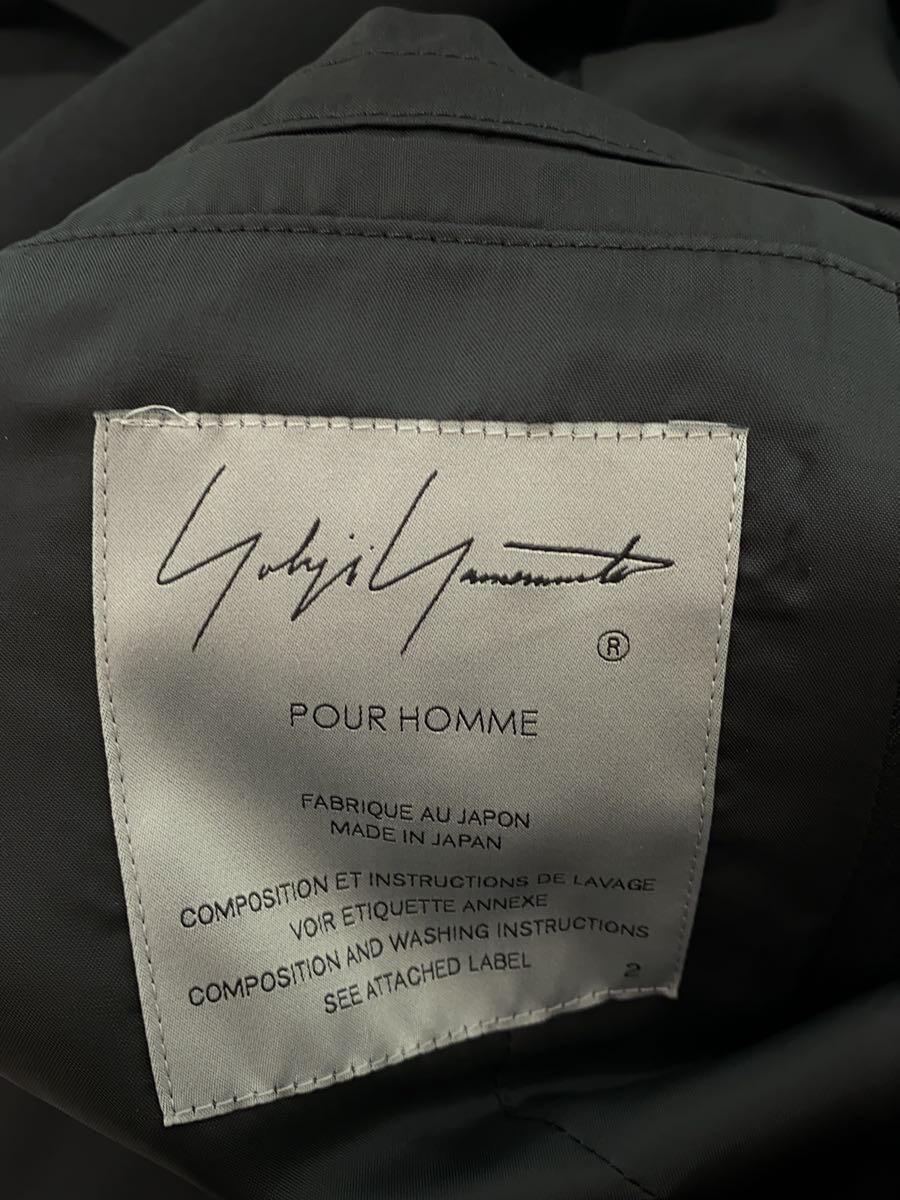 Yohji Yamamoto
®
POUR HOMME
FABRIQUE AU JAPON
MADE IN JAPAN
COMPOSITION ET INSTRUCTIONS DE LAVAGE
VOIR ETIQUETTE ANNEXE
COMPOSITION AND WASHING INSTRUCTIONS
SEE ATTACHED LABEL
2